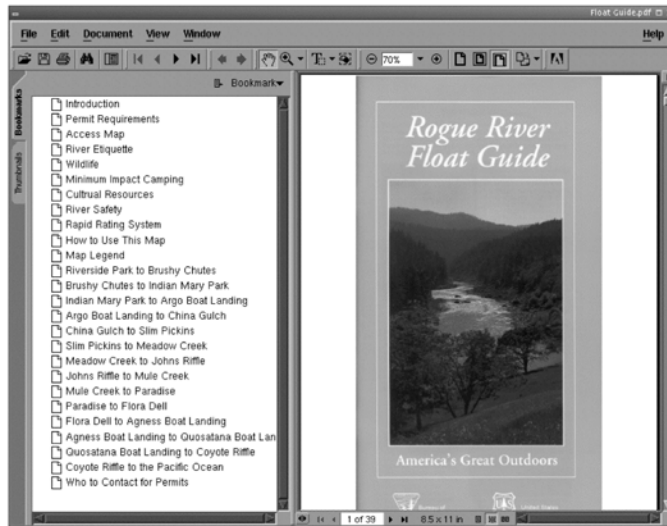 Float Guide.pdf
File Edit Document View Window Help
70%
Bookmark
Bookmarks
Thumbnails
Introduction
Permit Requirements
Access Map
River Etiquette
Wildlife
Minimum Impact Camping
Cultrual Resources
River Safety
Rapid Rating System
How to Use This Map
Map Legend
Riverside Park to Brushy Chutes
Brushy Chutes to Indian Mary Park
Indian Mary Park to Argo Boat Landing
Argo Boat Landing to China Gulch
China Gulch to Slim Pickins
Slim Pickins to Meadow Creek
Meadow Creek to Johns Riffle
Johns Riffle to Mule Creek
Mule Creek to Paradise
Paradise to Flora Dell
Flora Dell to Agness Boat Landing
Agness Boat Landing to Quosatana Boat Lan
Quosatana Boat Landing to Coyote Riffle
Coyote Riffle to the Pacific Ocean
Who to Contact for Permits
Rogue River
Float Guide
America's Great Outdoors
Bureau of
United States
1 of 39
8.5 x 11 in